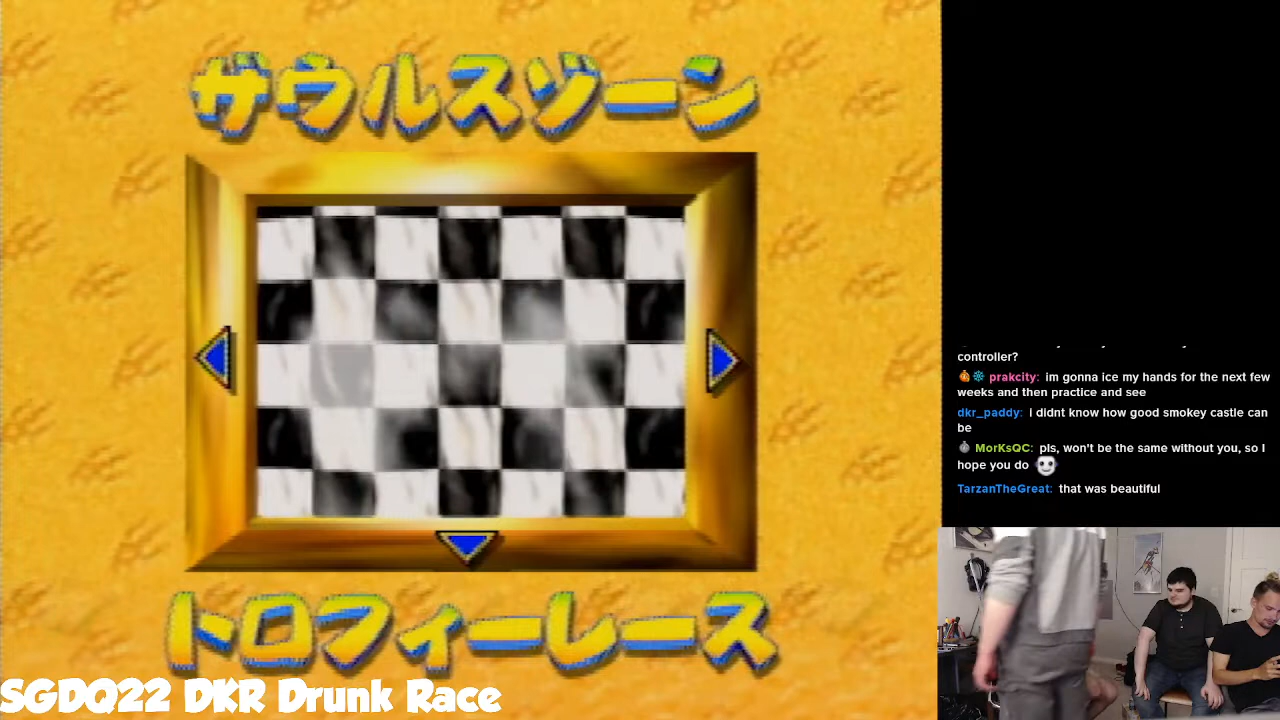 ザウルスゾーン
controller?
prakcity: im gonna ice my hands for the next few
weeks and then practice and see
dkr_paddy: i didnt know how good smokey castle can
be
MorKsQC: pls, won't be the same without you, so I
hope you do
TarzanTheGreat: that was beautiful
トロフィーレース
SGDQ22 DKR Drunk Race